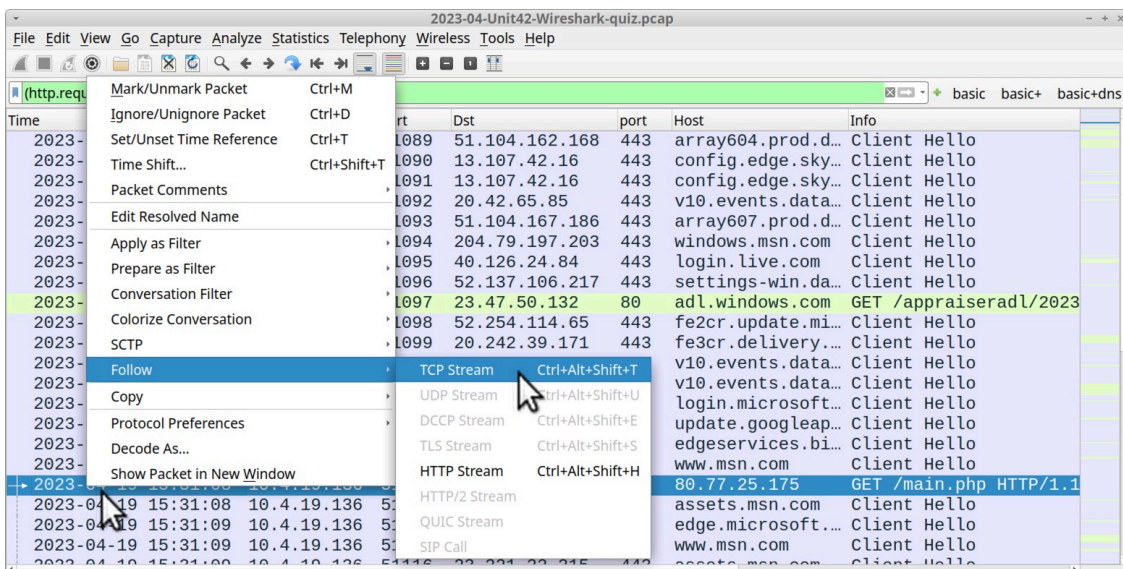 2023-04-Unit42-Wireshark-quiz.pcap
File Edit View Go Capture Analyze Statistics Telephony Wireless Tools Help
(http.requ basic basic+ basic+dns
Time rt Dst port Host Info
2023- 1089 51.104.162.168 443 array604.prod.d… Client Hello
2023- 1090 13.107.42.16 443 config.edge.sky… Client Hello
2023- 1091 13.107.42.16 443 config.edge.sky… Client Hello
2023- 1092 20.42.65.85 443 v10.events.data… Client Hello
2023- 1093 51.104.167.186 443 array607.prod.d… Client Hello
2023- 1094 204.79.197.203 443 windows.msn.com Client Hello
2023- 1095 40.126.24.84 443 login.live.com Client Hello
2023- 1096 52.137.106.217 443 settings-win.da… Client Hello
2023- 1097 23.47.50.132 80 adl.windows.com GET /appraiseradl/2023
2023- 1098 52.254.114.65 443 fe2cr.update.mi… Client Hello
2023- 1099 20.242.39.171 443 fe3cr.delivery.… Client Hello
2023- v10.events.data… Client Hello
2023- v10.events.data… Client Hello
2023- login.microsoft… Client Hello
2023- update.googleap… Client Hello
2023- edgeservices.bi… Client Hello
2023- www.msn.com Client Hello
2023- 80.77.25.175 GET /main.php HTTP/1.1
2023-04-19 15:31:08 10.4.19.136 assets.msn.com Client Hello
2023-04-19 15:31:09 10.4.19.136 edge.microsoft.… Client Hello
2023-04-19 15:31:09 10.4.19.136 www.msn.com Client Hello
Mark/Unmark Packet Ctrl+M
Ignore/Unignore Packet Ctrl+D
Set/Unset Time Reference Ctrl+T
Time Shift... Ctrl+Shift+T
Packet Comments
Edit Resolved Name
Apply as Filter
Prepare as Filter
Conversation Filter
Colorize Conversation
SCTP
Follow
Copy
Protocol Preferences
Decode As...
Show Packet in New Window
TCP Stream Ctrl+Alt+Shift+T
UDP Stream Ctrl+Alt+Shift+U
DCCP Stream Ctrl+Alt+Shift+E
TLS Stream Ctrl+Alt+Shift+S
HTTP Stream Ctrl+Alt+Shift+H
HTTP/2 Stream
QUIC Stream
SIP Call